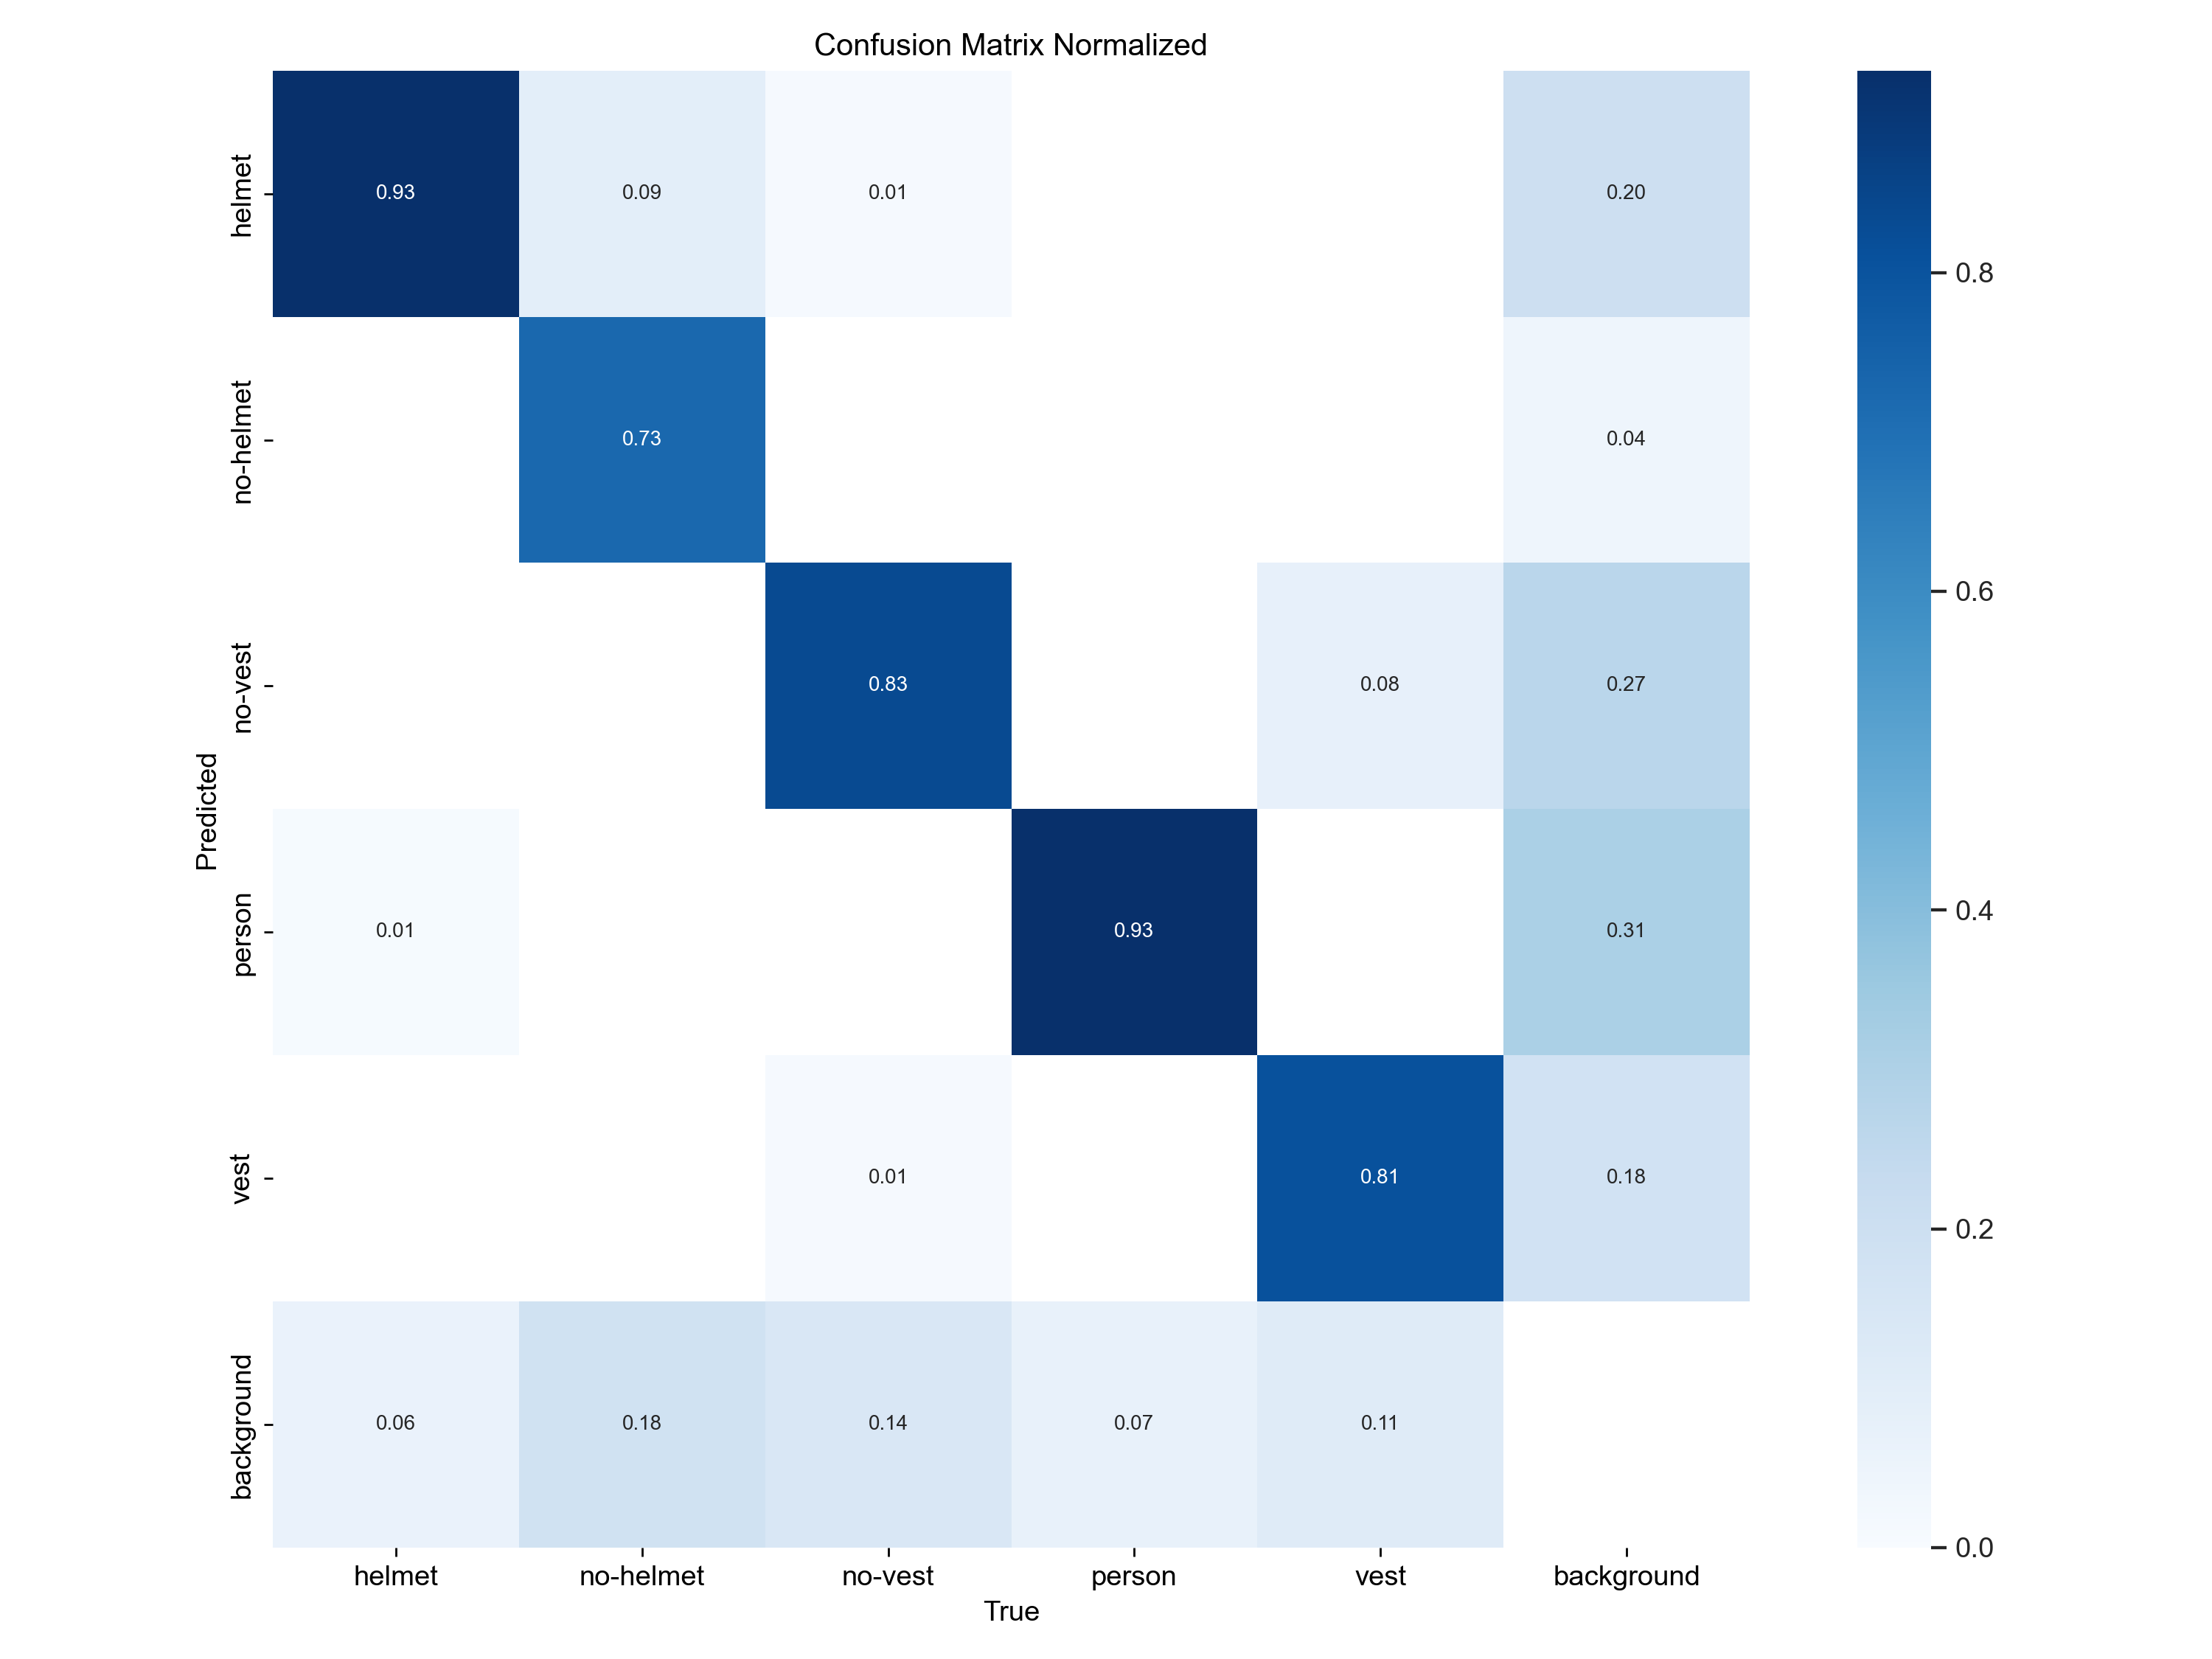 Confusion Matrix Normalized
helmet
0.93 0.09 0.01 0.20
no-helmet
0.73 0.04
no-vest
0.83 0.08 0.27
person
0.01 0.93 0.31
vest
0.01 0.81 0.18
background
0.06 0.18 0.14 0.07 0.11
Predicted
helmet no-helmet no-vest person vest background
True
0.8
0.6
0.4
0.2
0.0